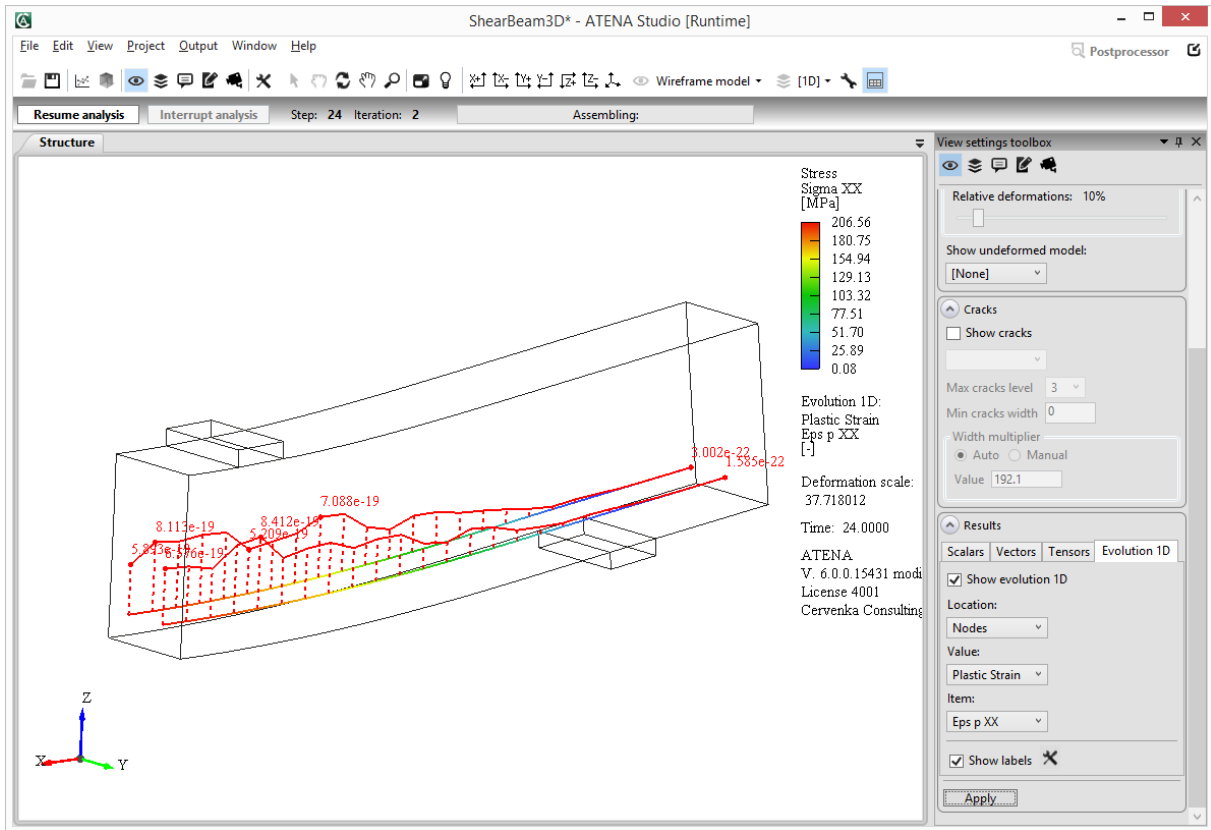 ShearBeam3D* - ATENA Studio [Runtime]
File Edit View Project Output Window Help
Postprocessor
Wireframe model
[1D]
Resume analysis
Interrupt analysis
Step: 24 Iteration: 2
Assembling:
Structure
Stress
Sigma XX
[MPa]
206.56
180.75
154.94
129.13
103.32
77.51
51.70
25.89
0.08
Evolution 1D:
Plastic Strain
Eps p XX
[-]
Deformation scale:
37.718012
Time: 24.0000
ATENA
V. 6.0.0.15431 modi
License 4001
Cervenka Consulting
3.002e-22
1.585e-22
7.088e-19
8.113e-19
8.412e-19
5.209e-19
6.576e-19
Z
X
Y
View settings toolbox
Relative deformations: 10%
Show undeformed model:
[None]
Cracks
Show cracks
Max cracks level 3
Min cracks width 0
Width multiplier
Auto Manual
Value 192.1
Results
Scalars Vectors Tensors Evolution 1D
Show evolution 1D
Location:
Nodes
Value:
Plastic Strain
Item:
Eps p XX
Show labels
Apply